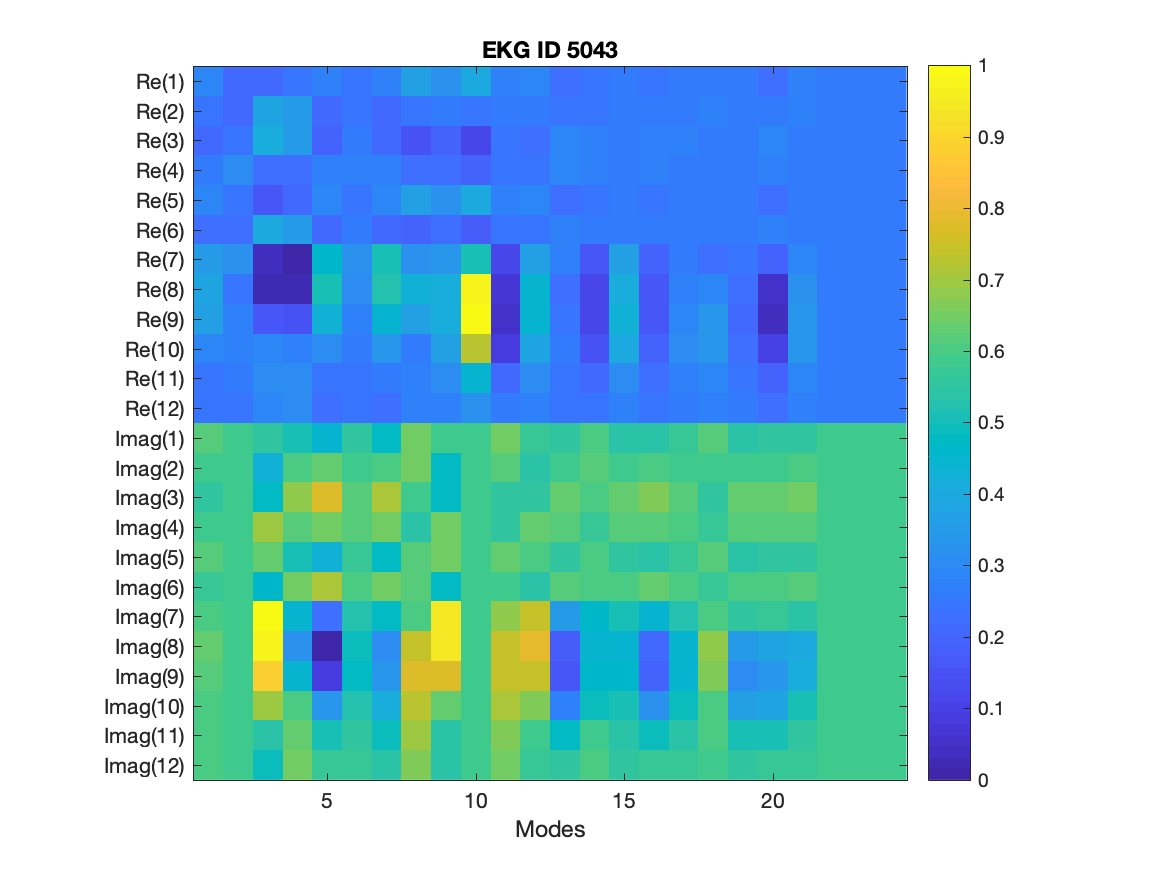 EKG ID 5043
Re(1)
Re(2)
Re(3)
Re(4)
Re(5)
Re(6)
Re(7)
Re(8)
Re(9)
Re(10)
Re(11)
Re(12)
Imag(1)
Imag(2)
Imag(3)
Imag(4)
Imag(5)
Imag(6)
Imag(7)
Imag(8)
Imag(9)
Imag(10)
Imag(11)
Imag(12)
5 10 15 20
Modes
1
0.9
0.8
0.7
0.6
0.5
0.4
0.3
0.2
0.1
0